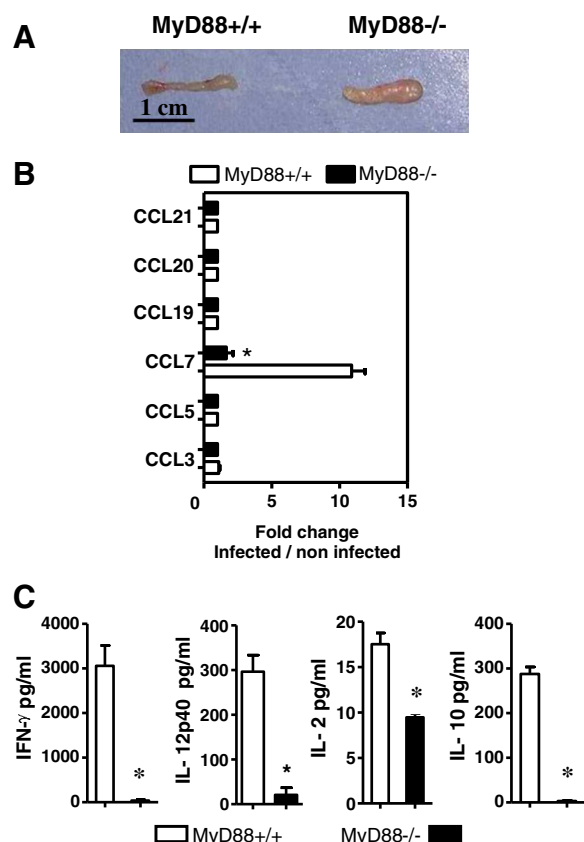 A
MyD88+/+ MyD88-/-
1 cm
B
MyD88+/+ MyD88-/-
CCL21
CCL20
CCL19
CCL7 *
CCL5
CCL3
0 5 10 15
Fold change
Infected / non infected
C
IFN-γ pg/ml
4000
3000
2000
1000
0
*
IL- 12p40 pg/ml
400
300
200
100
0
*
IL- 2 pg/ml
20
15
10
5
0
*
IL- 10 pg/ml
400
300
200
100
0
*
MyD88+/+ MyD88-/-